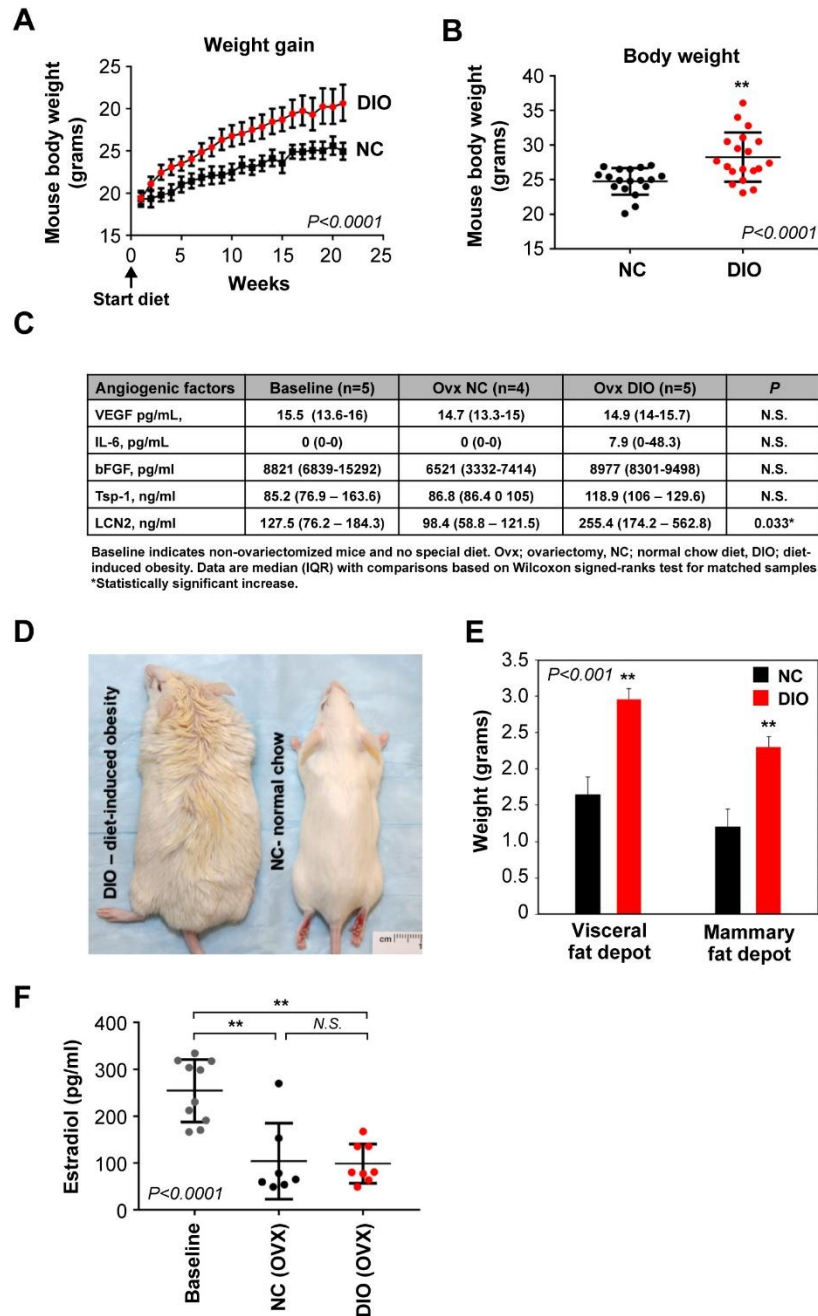 A
Weight gain
Mouse body weight
(grams)
25
20
25
20
15
DIO
NC
P<0.0001
0 5 10 15 20 25
Start diet
Weeks
B
Body weight
Mouse body weight
(grams)
40
35
30
25
20
15
**
P<0.0001
NC DIO
C
Angiogenic factors Baseline (n=5) Ovx NC (n=4) Ovx DIO (n=5) P
VEGF pg/mL, 15.5 (13.6-16) 14.7 (13.3-15) 14.9 (14-15.7) N.S.
IL-6, pg/mL 0 (0-0) 0 (0-0) 7.9 (0-48.3) N.S.
bFGF, pg/ml 8821 (6839-15292) 6521 (3332-7414) 8977 (8301-9498) N.S.
Tsp-1, ng/ml 85.2 (76.9 – 163.6) 86.8 (86.4 0 105) 118.9 (106 – 129.6) N.S.
LCN2, ng/ml 127.5 (76.2 – 184.3) 98.4 (58.8 – 121.5) 255.4 (174.2 – 562.8) 0.033*
Baseline indicates non-ovariectomized mice and no special diet. Ovx; ovariectomy, NC; normal chow diet, DIO; diet-
induced obesity. Data are median (IQR) with comparisons based on Wilcoxon signed-ranks test for matched samples
*Statistically significant increase.
D
DIO – diet-induced obesity
NC- normal chow
cm
1
E
Weight (grams)
3.5
3.0
2.0
2.5
1.0
0.5
0
P<0.001
**
**
NC
DIO
Visceral
fat depot
Mammary
fat depot
F
Estradiol (pg/ml)
400
300
200
100
0
**
**
N.S.
P<0.0001
Baseline
NC (OVX)
DIO (OVX)